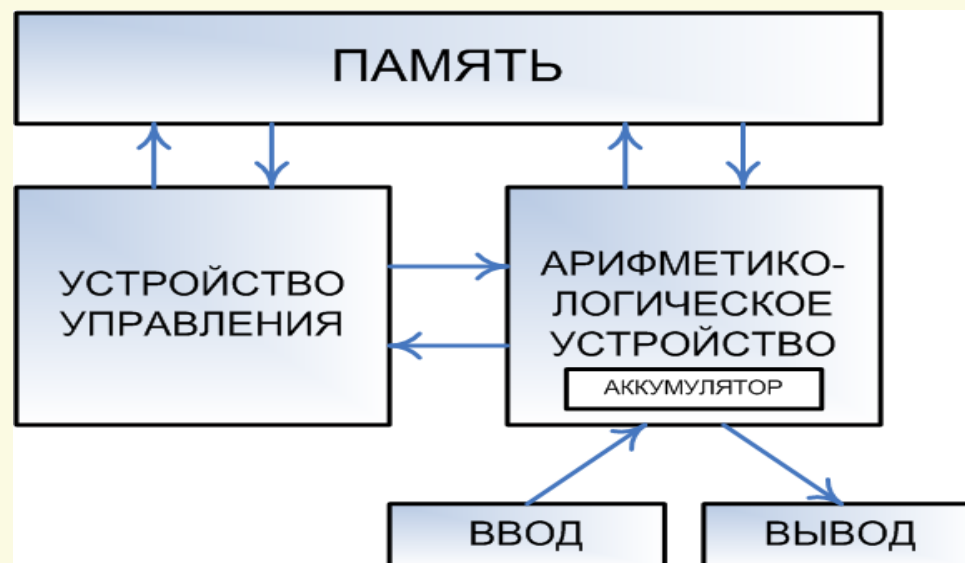 ПАМЯТЬ
УСТРОЙСТВО
УПРАВЛЕНИЯ
АРИФМЕТИКО-
ЛОГИЧЕСКОЕ
УСТРОЙСТВО
АККУМУЛЯТОР
ВВОД
ВЫВОД